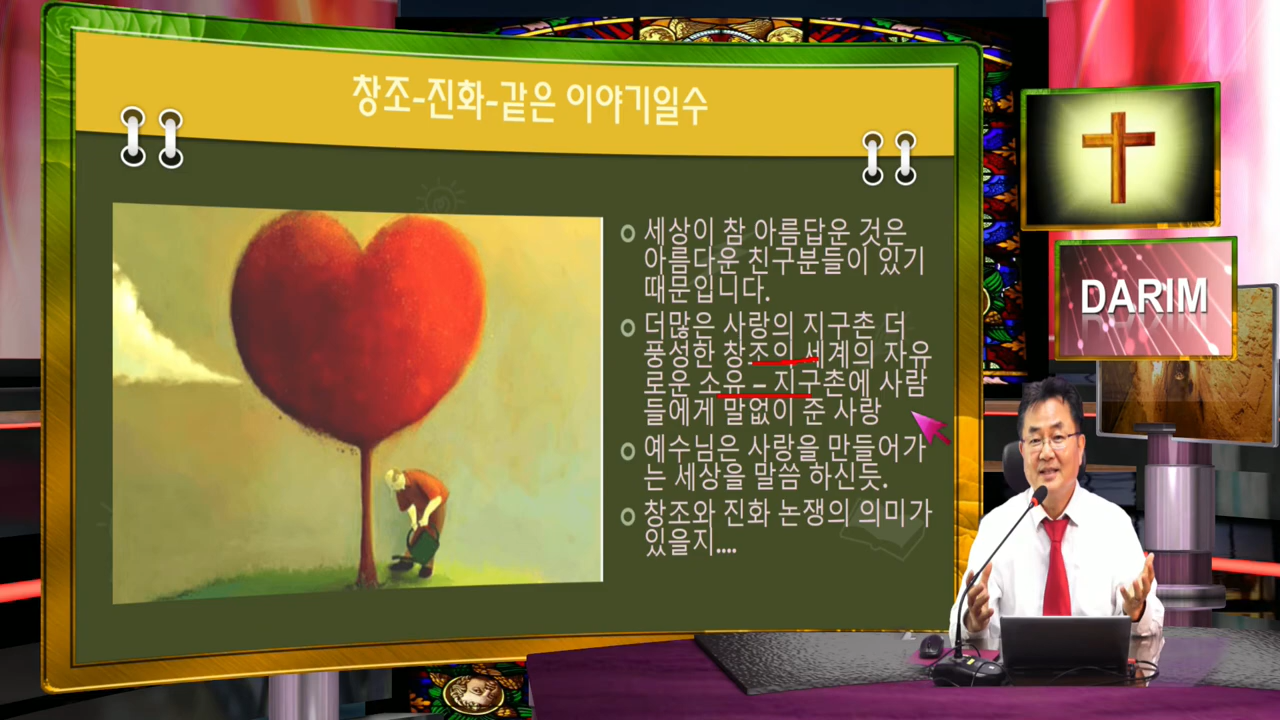 창조-진화-같은 이야기일수
세상이 참 아름답운 것은
아름다운 친구분들이 있기
때문입니다.
더많은 사랑의 지구촌 더
풍성한 창조의 세계의 자유
로운 소유 – 지구촌에 사람
들에게 말없이 준 사랑
예수님은 사랑을 만들어가
는 세상을 말씀 하신듯.
창조와 진화 논쟁의 의미가
있을지....
DARIM